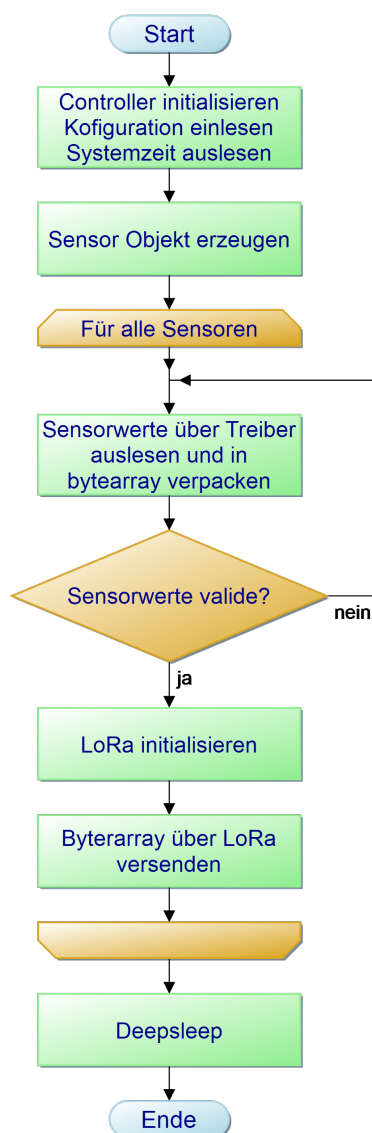 Start
Controller initialisieren
Kofiguration einlesen
Systemzeit auslesen
Sensor Objekt erzeugen
Für alle Sensoren
Sensorwerte über Treiber
auslesen und in
bytearray verpacken
Sensorwerte valide?
nein
ja
LoRa initialisieren
Byterarray über LoRa
versenden
Deepsleep
Ende